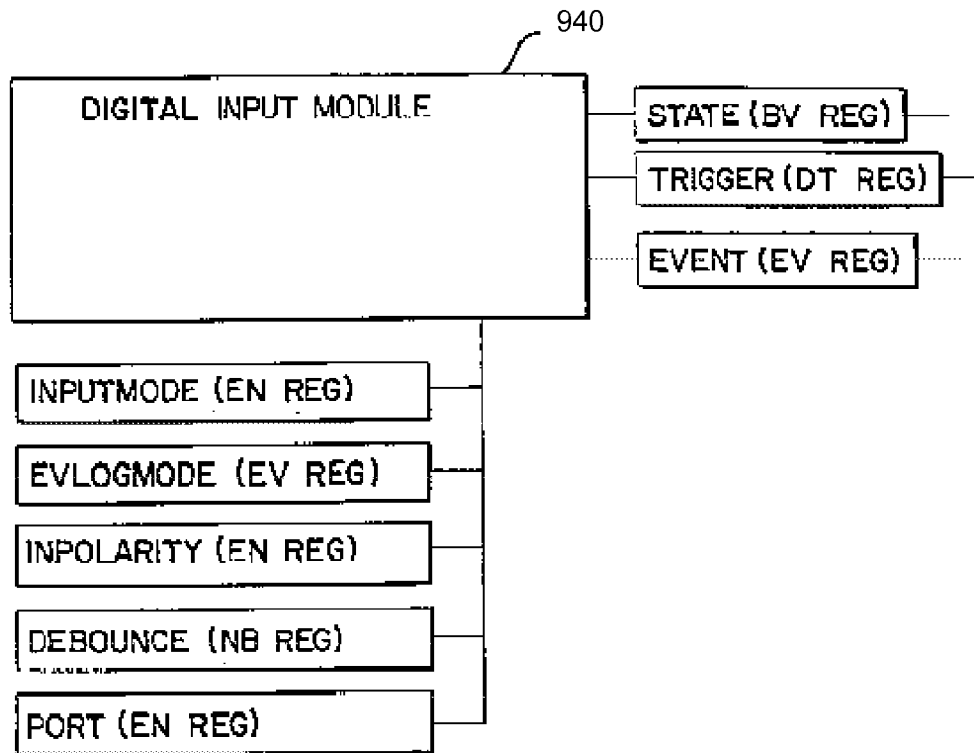 940
DIGITAL INPUT MODULE
STATE (BV REG)
TRIGGER (DT REG)
EVENT (EV REG)
INPUTMODE (EN REG)
EVLOGMODE (EV REG)
INPOLARITY (EN REG)
DEBOUNCE (NB REG)
PORT (EN REG)